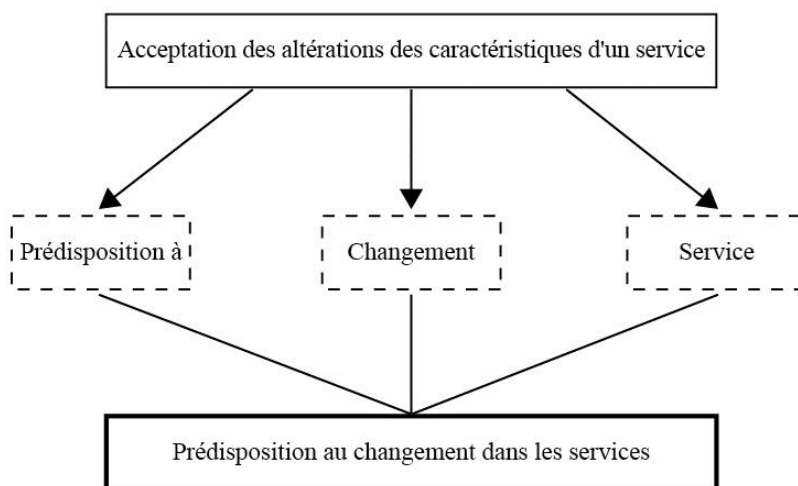 Acceptation des altérations des caractéristiques d'un service
Prédisposition à
Changement
Service
Prédisposition au changement dans les services